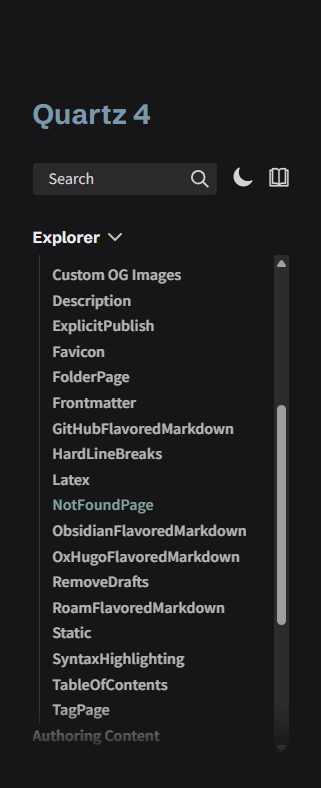 Quartz 4
Search
Explorer
Custom OG Images
Description
ExplicitPublish
Favicon
FolderPage
Frontmatter
GitHubFlavoredMarkdown
HardLineBreaks
Latex
NotFoundPage
ObsidianFlavoredMarkdown
OxHugoFlavoredMarkdown
RemoveDrafts
RoamFlavoredMarkdown
Static
SyntaxHighlighting
TableOfContents
TagPage
Authoring Content